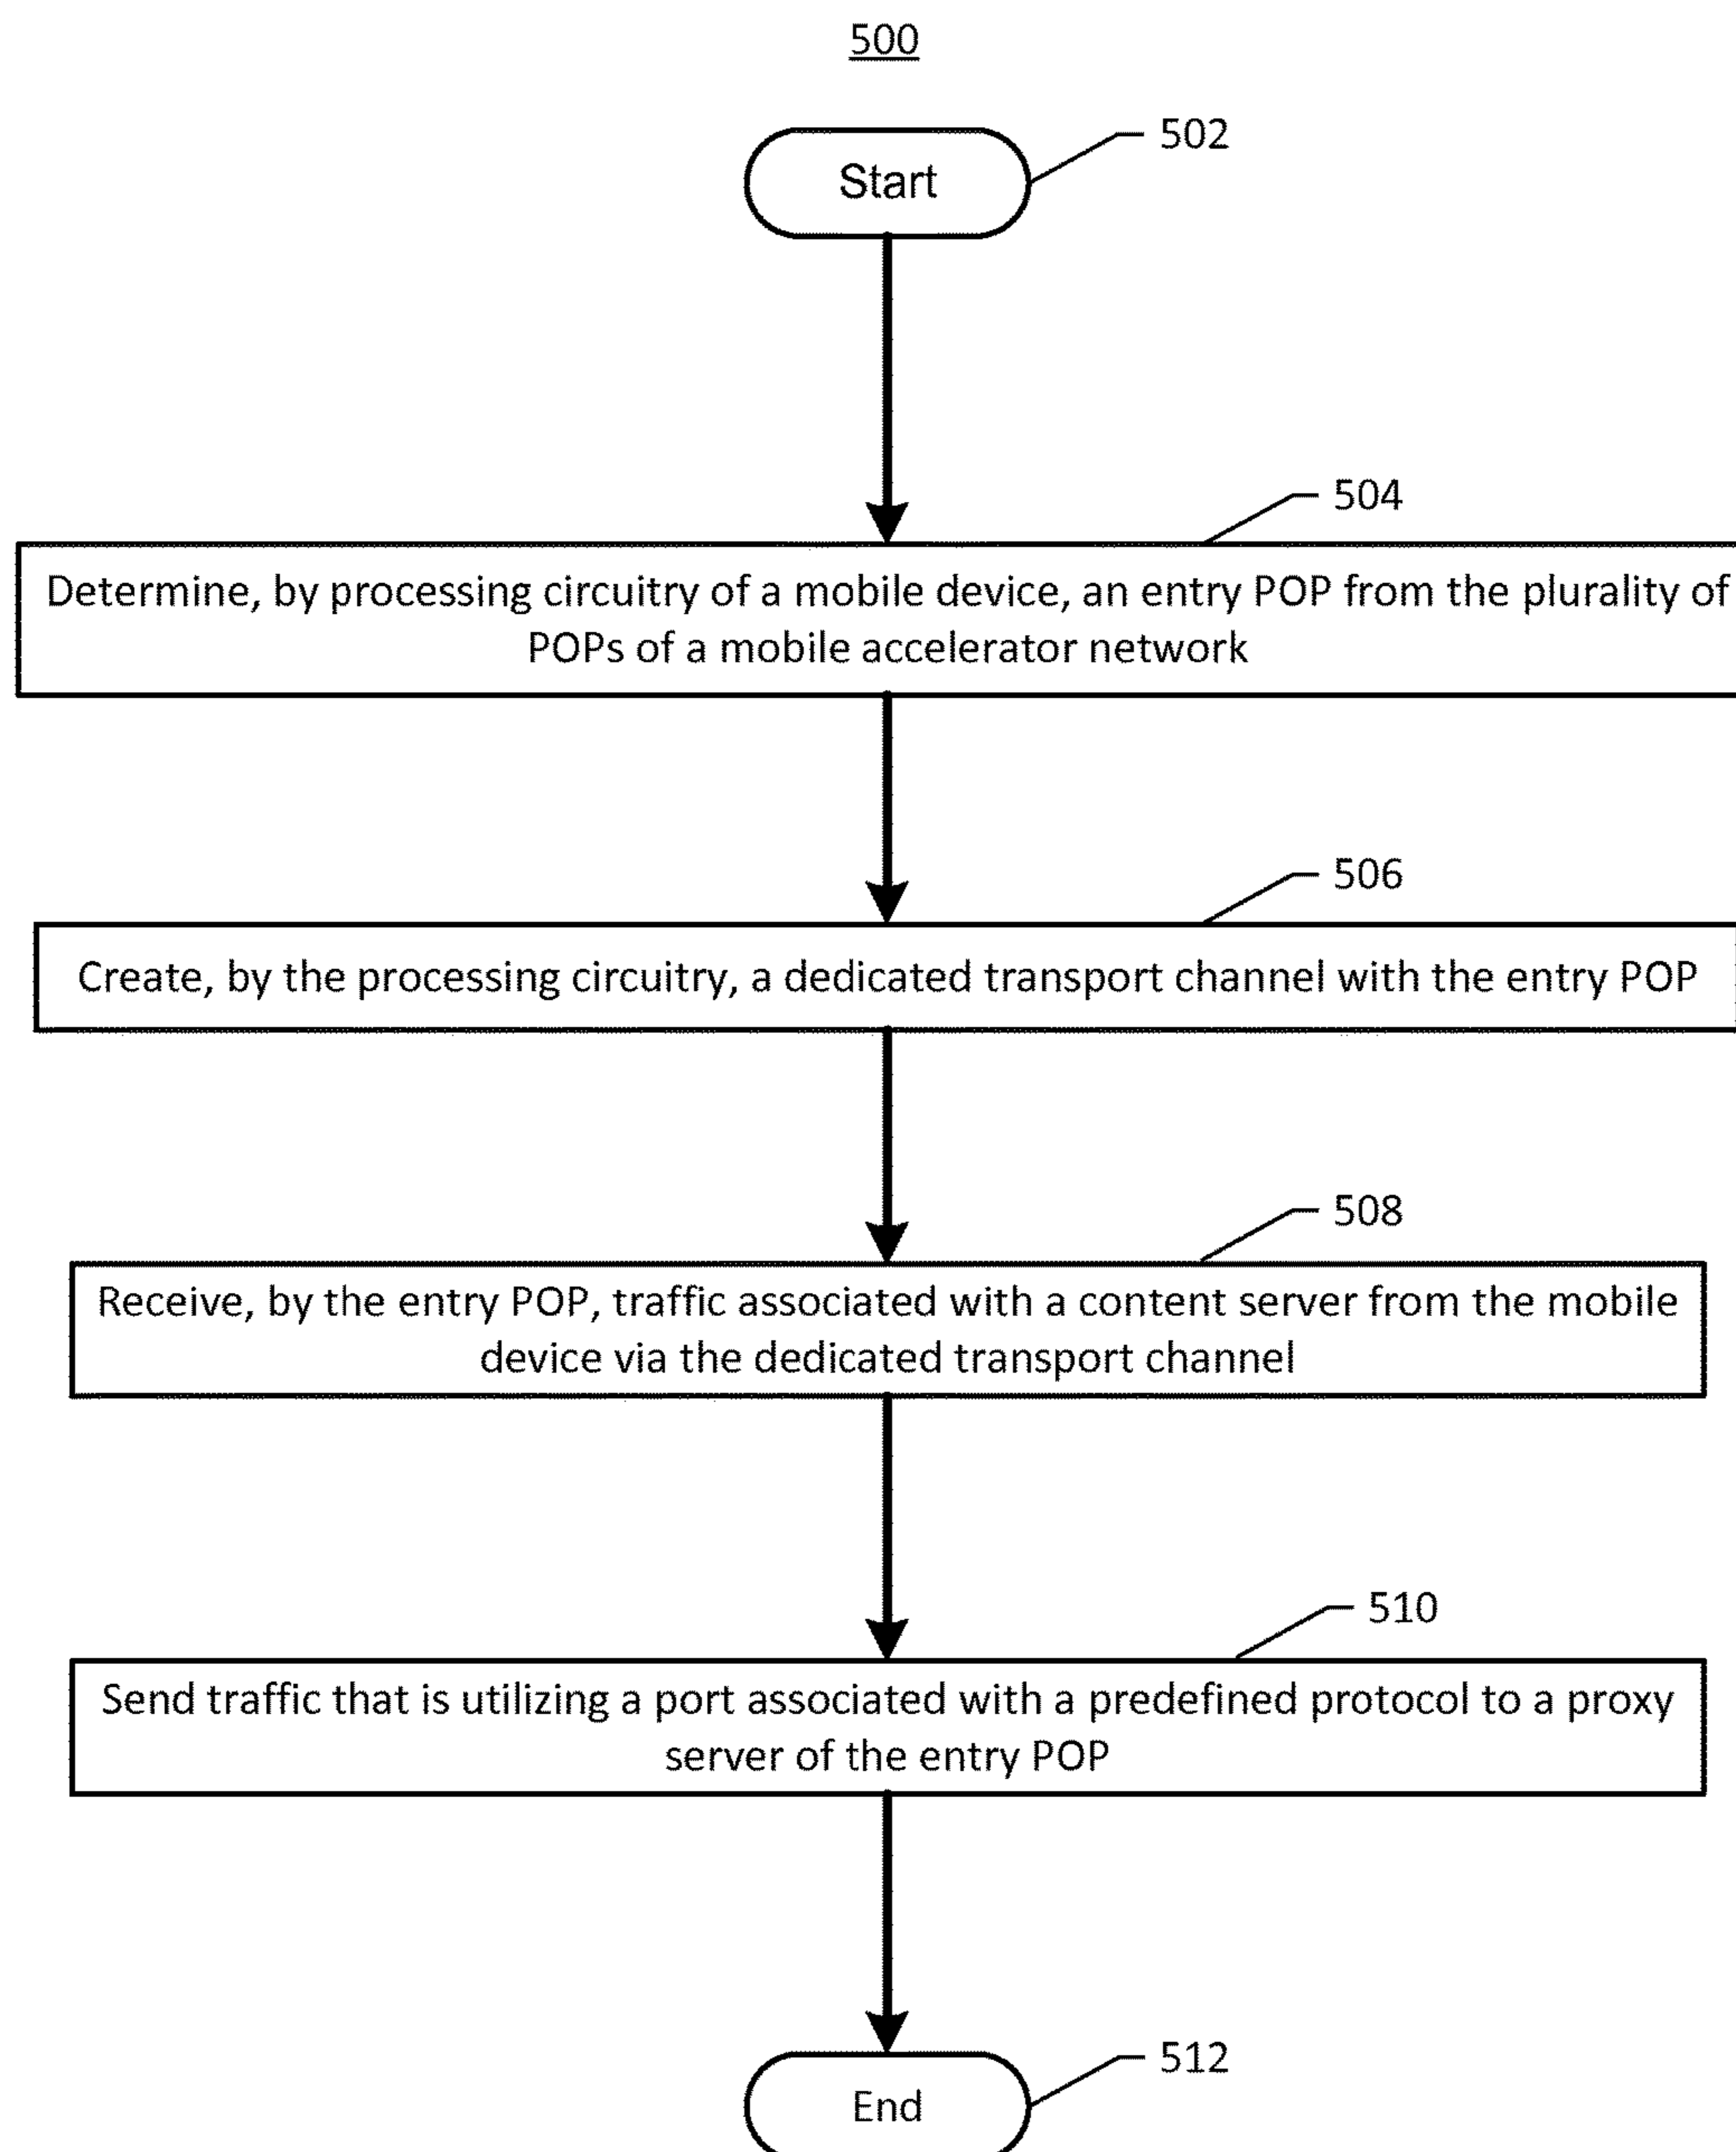 500
502
Start
504
Determine, by processing circuitry of a mobile device, an entry POP from the plurality of
POPs of a mobile accelerator network
506
Create, by the processing circuitry, a dedicated transport channel with the entry POP
508
Receive, by the entry POP, traffic associated with a content server from the mobile
device via the dedicated transport channel
510
Send traffic that is utilizing a port associated with a predefined protocol to a proxy
server of the entry POP
512
End